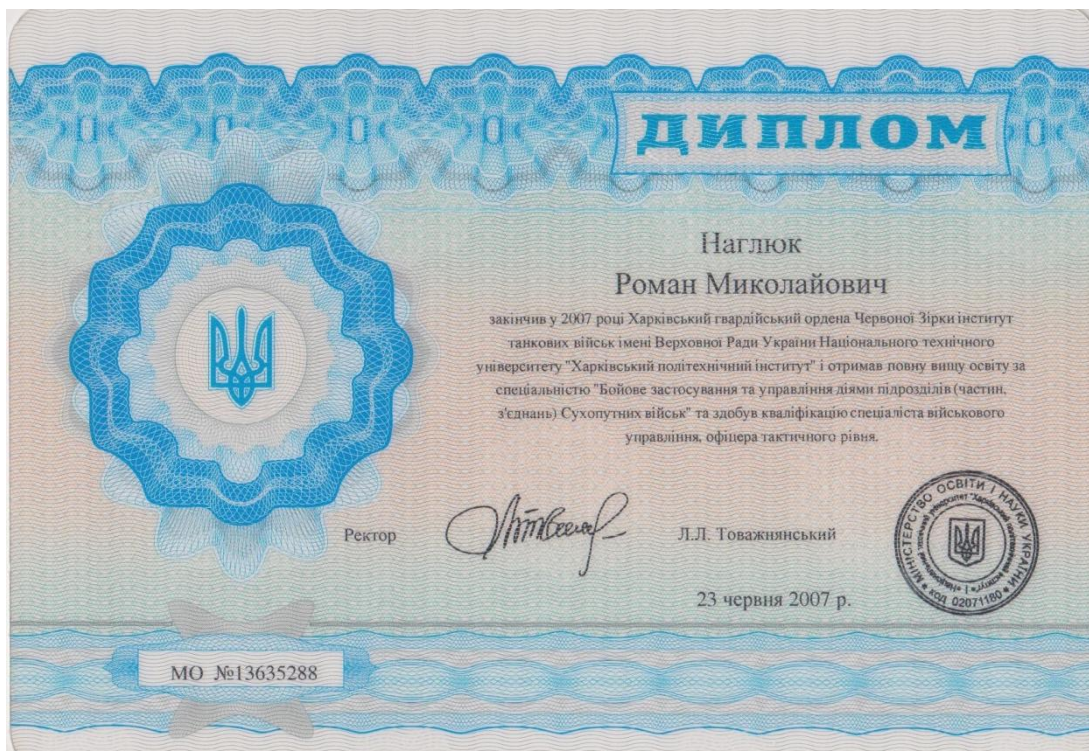 ДИПЛОМ
Наглюк
Роман Миколайович
закінчив у 2007 році Харківський гвардійський ордена Червоної Зірки інститут
танкових військ імені Верховної Ради України Національного технічного
університету "Харківський політехнічний інститут" і отримав повну вищу освіту за
спеціальністю "Бойове застосування та управління діями підрозділів (частин,
з'єднань) Сухопутних військ" та здобув кваліфікацію спеціаліста військового
управління, офіцера тактичного рівня.
Ректор
Л.Л. Товажнянський
МІНІСТЕРСТВО ОСВІТИ І НАУКИ УКРАЇНИ
код 02071180
23 червня 2007 р.
МО №13635288